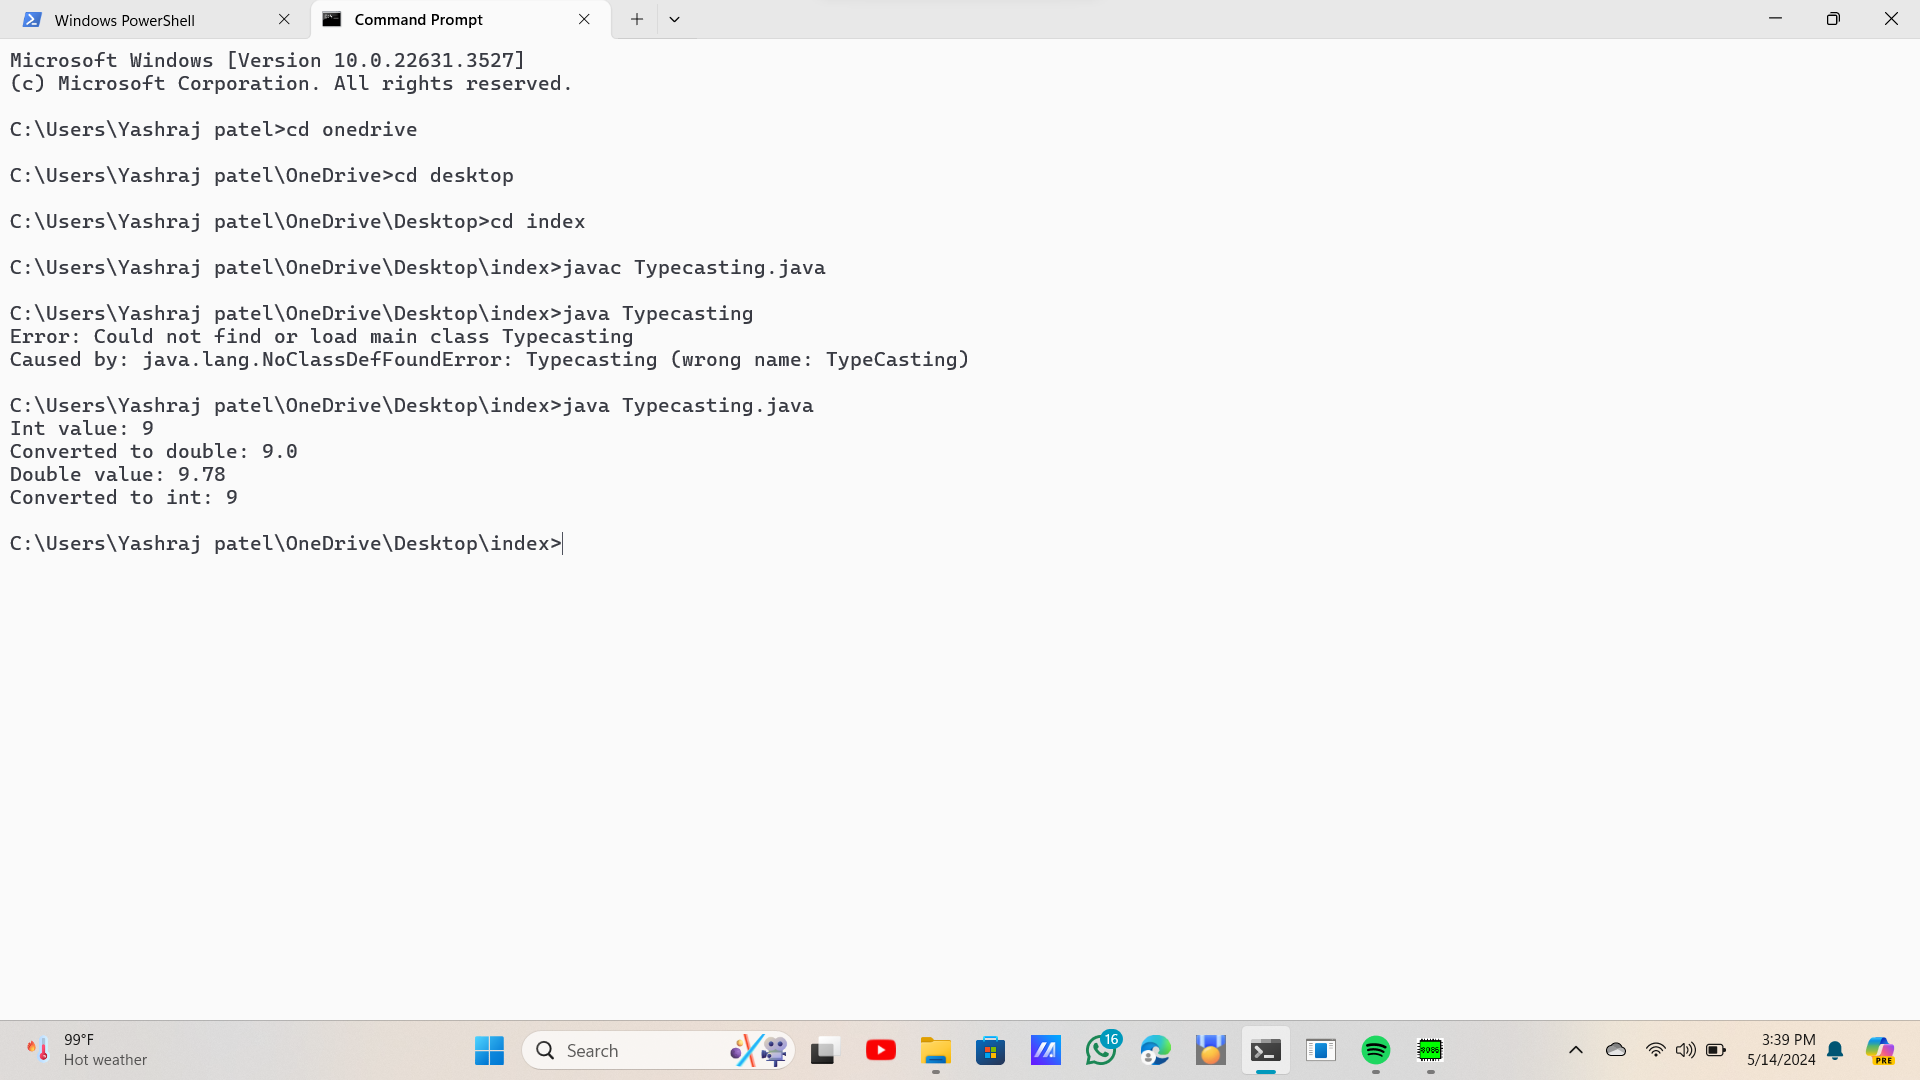 Windows PowerShell
Command Prompt
Microsoft Windows [Version 10.0.22631.3527]
(c) Microsoft Corporation. All rights reserved.
C:\Users\Yashraj patel>cd onedrive
C:\Users\Yashraj patel\OneDrive>cd desktop
C:\Users\Yashraj patel\OneDrive\Desktop>cd index
C:\Users\Yashraj patel\OneDrive\Desktop\index>javac Typecasting.java
C:\Users\Yashraj patel\OneDrive\Desktop\index>java Typecasting
Error: Could not find or load main class Typecasting
Caused by: java.lang.NoClassDefFoundError: Typecasting (wrong name: TypeCasting)
C:\Users\Yashraj patel\OneDrive\Desktop\index>java Typecasting.java
Int value: 9
Converted to double: 9.0
Double value: 9.78
Converted to int: 9
C:\Users\Yashraj patel\OneDrive\Desktop\index>
99°F
Hot weather
Search
16
3:39 PM
5/14/2024
PRE